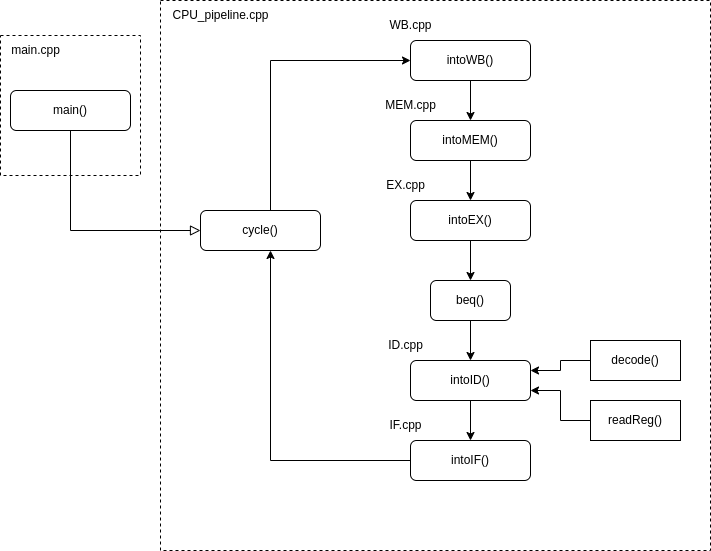 CPU_pipeline.cpp
WB.cpp
main.cpp
intoWB()
main()
MEM.cpp
intoMEM()
EX.cpp
cycle()
intoEX()
beq()
ID.cpp
decode()
intoID()
readReg()
IF.cpp
intoIF()